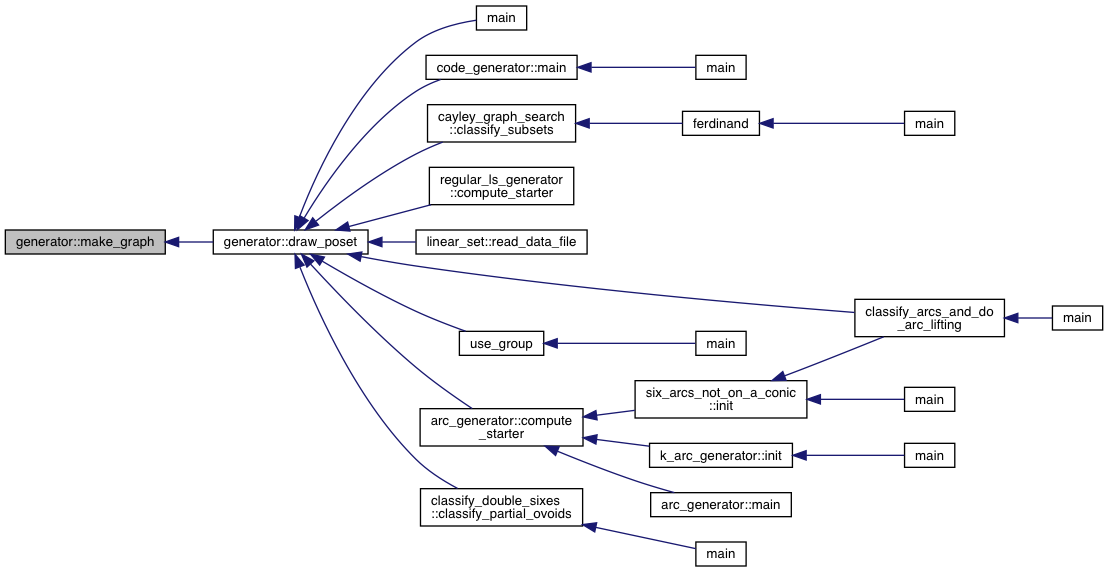 main
code_generator::main
main
cayley_graph_search
::classify_subsets
ferdinand
main
regular_ls_generator
::compute_starter
generator::make_graph
generator::draw_poset
linear_set::read_data_file
classify_arcs_and_do
_arc_lifting
main
use_group
main
six_arcs_not_on_a_conic
::init
main
arc_generator::compute
_starter
k_arc_generator::init
main
arc_generator::main
classify_double_sixes
::classify_partial_ovoids
main